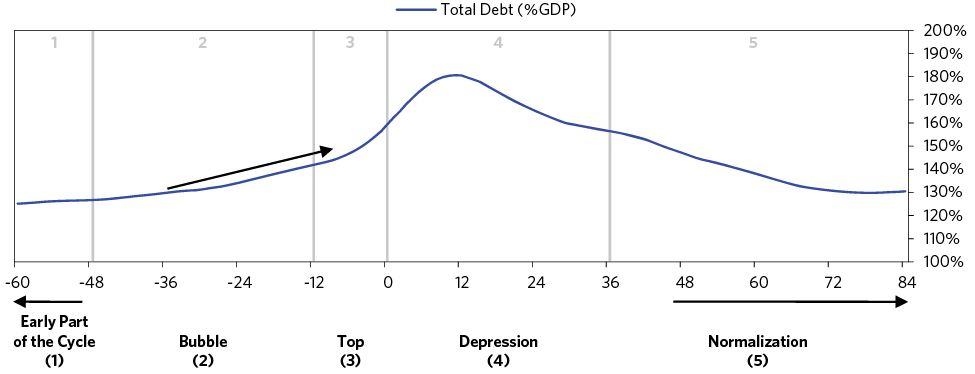 Total Debt (%GDP)
1 2 3 4 5
200%
190%
180%
170%
160%
150%
140%
130%
120%
110%
100%
-60 -48 -36 -24 -12 0 12 24 36 48 60 72 84
Early Part
of the Cycle
(1)
Bubble
(2)
Top
(3)
Depression
(4)
Normalization
(5)